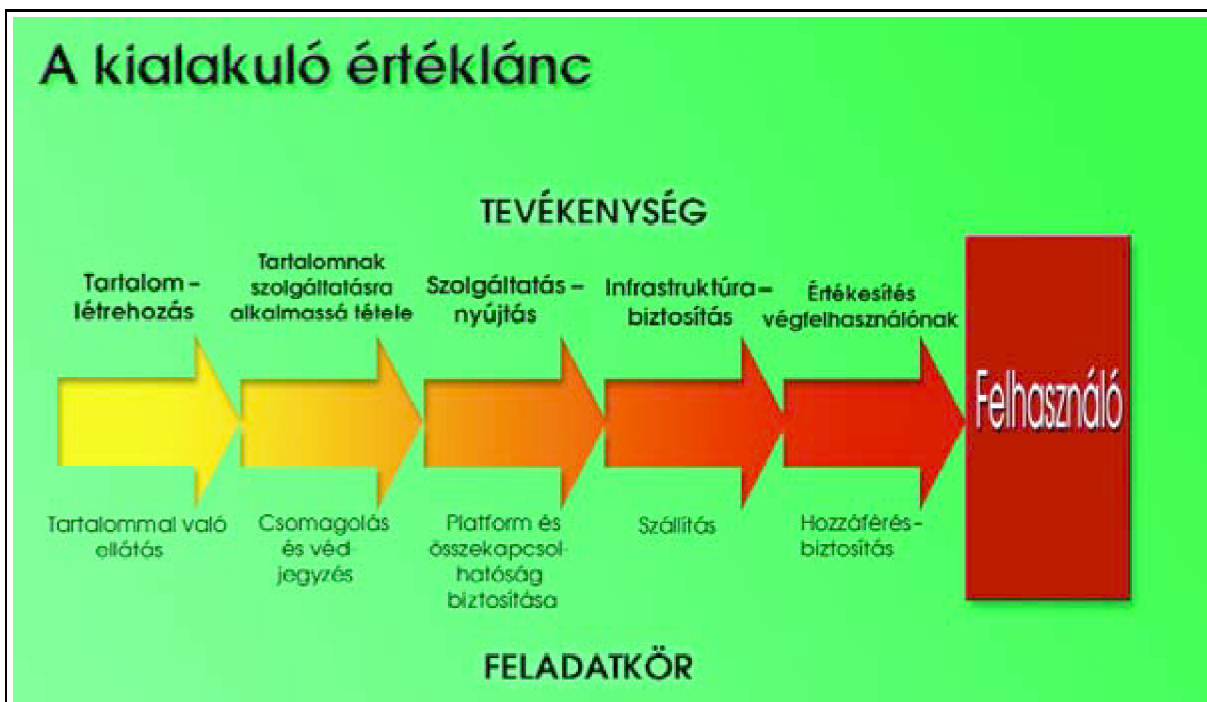 A kialakuló értéklánc
TEVÉKENYSÉG
Tartalom–
létrehozás
Tartalomnak
szolgáltatásra
alkalmassá tétele
Szolgáltatás–
nyújtás
Infrastruktúra–
biztosítás
Értékesítés
végfelhasználónak
Felhasználó
Tartalommal való
ellátás
Csomagolás
és véd-
jegyzés
Platform és
összekapcsol-
hatóság
biztosítása
Szállítás
Hozzáférés–
biztosítás
FELADATKÖR